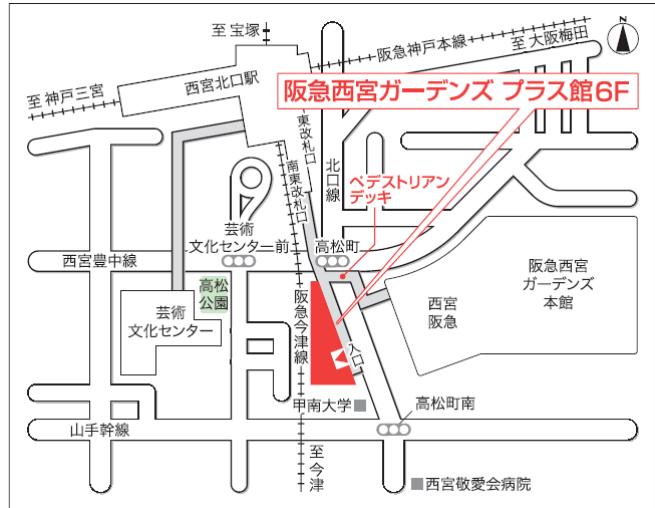 至 宝塚
N
阪急神戸本線
至 大阪梅田
西宮北口駅
至 神戸三宮
阪急西宮ガーデンズ プラス館6F
東改札口
南東改札口
北口線
ペデストリアン
デッキ
芸術
文化センター前
高松町
西宮豊中線
高松
公園
阪急今津線
芸術
文化センター
西宮
阪急
阪急西宮
ガーデンズ
本館
入口
甲南大学
高松町南
山手幹線
至 今津
西宮敬愛会病院